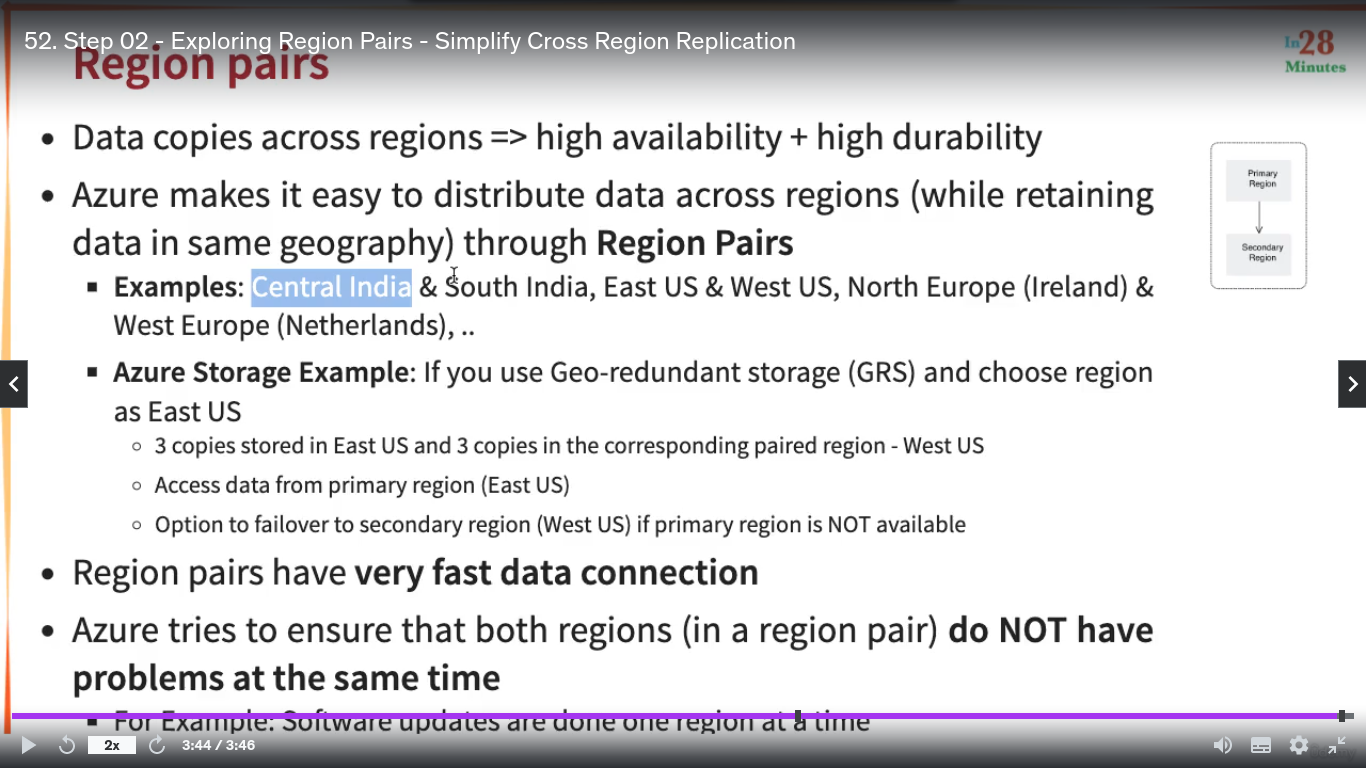 52. Step 02 - Exploring Region Pairs - Simplify Cross Region Replication
Region pairs
In28
Minutes
• Data copies across regions => high availability + high durability
• Azure makes it easy to distribute data across regions (while retaining
data in same geography) through Region Pairs
▪ Examples: Central India & South India, East US & West US, North Europe (Ireland) &
West Europe (Netherlands), ..
▪ Azure Storage Example: If you use Geo-redundant storage (GRS) and choose region
as East US
○ 3 copies stored in East US and 3 copies in the corresponding paired region - West US
○ Access data from primary region (East US)
○ Option to failover to secondary region (West US) if primary region is NOT available
• Region pairs have very fast data connection
• Azure tries to ensure that both regions (in a region pair) do NOT have
problems at the same time
▪ For Example: Software updates are done one region at a time
Primary
Region
Secondary
Region
2x
3:44 / 3:46